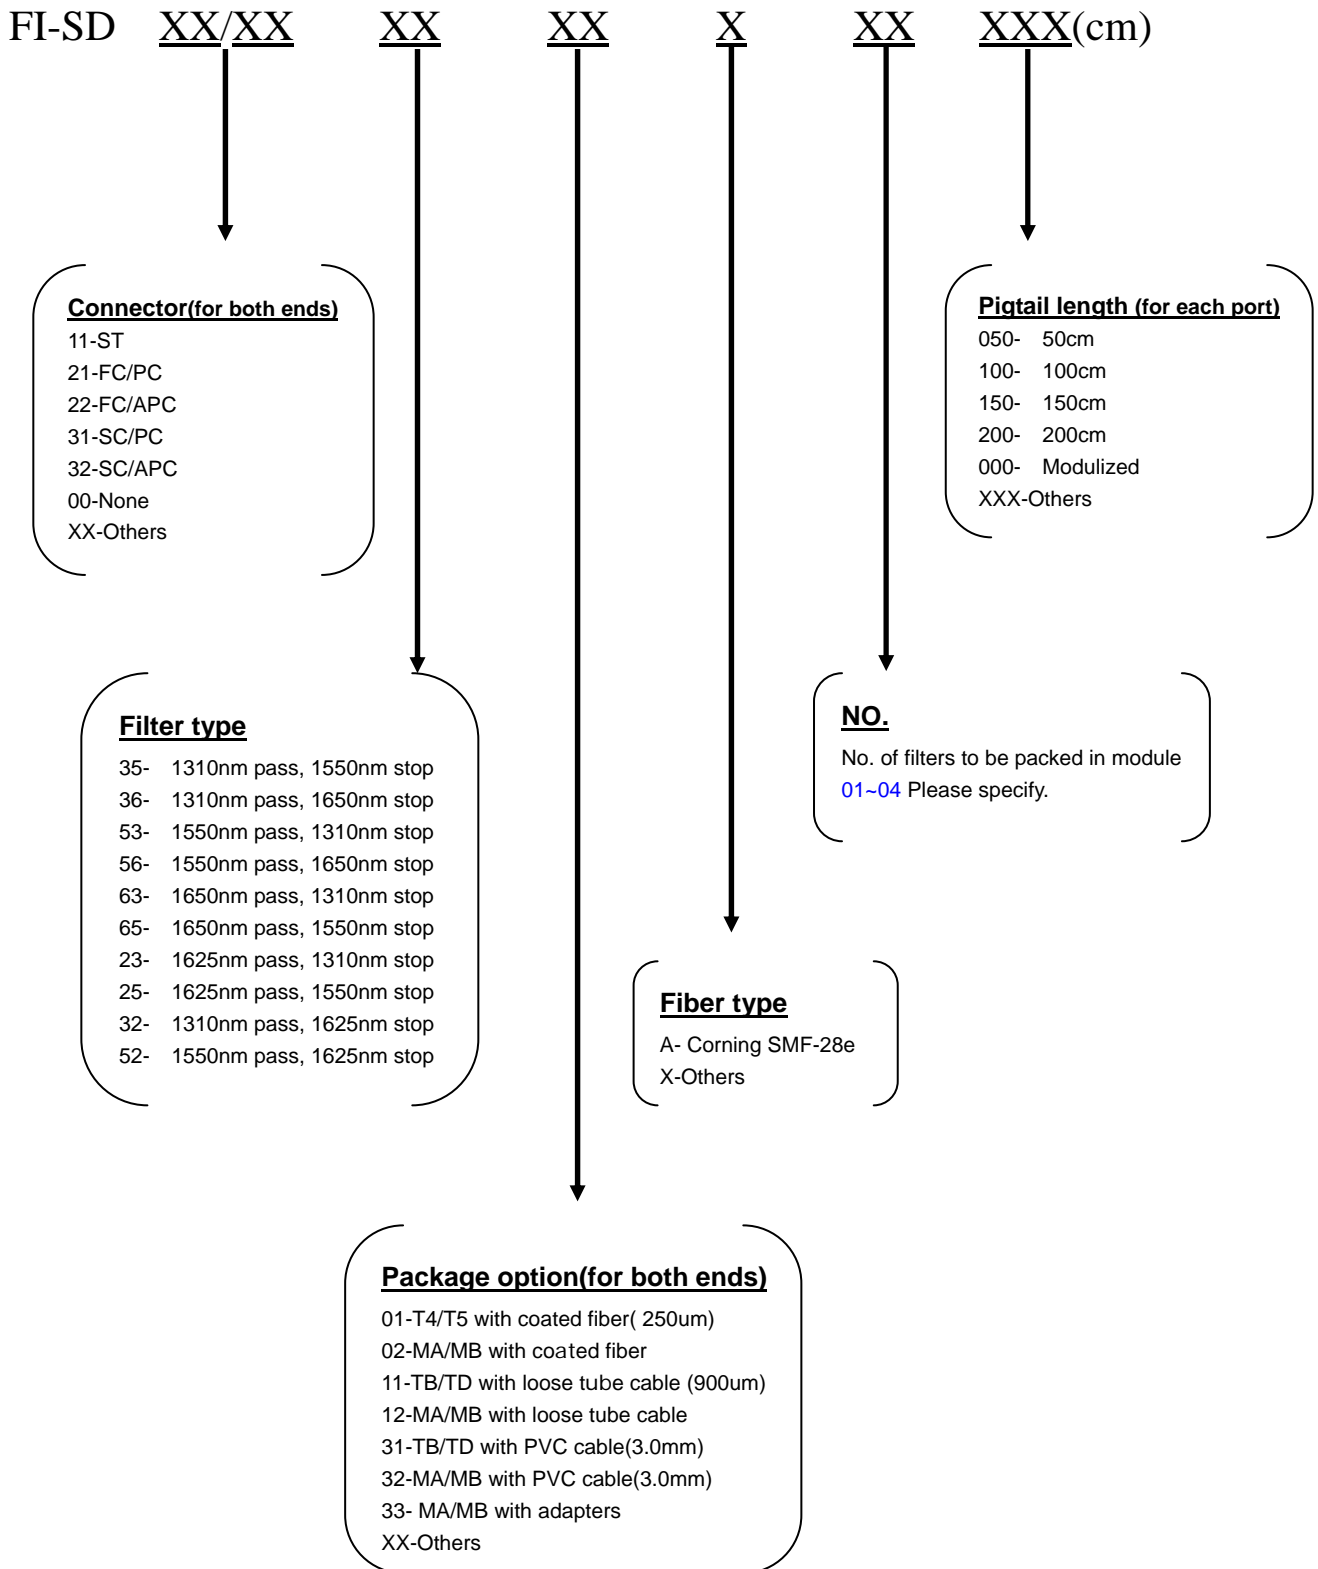 FI-SD XX/XX XX XX X XX XXX(cm)
Connector(for both ends)
11-ST
21-FC/PC
22-FC/APC
31-SC/PC
32-SC/APC
00-None
XX-Others
Pigtail length (for each port)
050- 50cm
100- 100cm
150- 150cm
200- 200cm
000- Modulized
XXX-Others
Filter type
35- 1310nm pass, 1550nm stop
36- 1310nm pass, 1650nm stop
53- 1550nm pass, 1310nm stop
56- 1550nm pass, 1650nm stop
63- 1650nm pass, 1310nm stop
65- 1650nm pass, 1550nm stop
23- 1625nm pass, 1310nm stop
25- 1625nm pass, 1550nm stop
32- 1310nm pass, 1625nm stop
52- 1550nm pass, 1625nm stop
NO.
No. of filters to be packed in module
01~04 Please specify.
Fiber type
A- Corning SMF-28e
X-Others
Package option(for both ends)
01-T4/T5 with coated fiber( 250um)
02-MA/MB with coated fiber
11-TB/TD with loose tube cable (900um)
12-MA/MB with loose tube cable
31-TB/TD with PVC cable(3.0mm)
32-MA/MB with PVC cable(3.0mm)
33- MA/MB with adapters
XX-Others